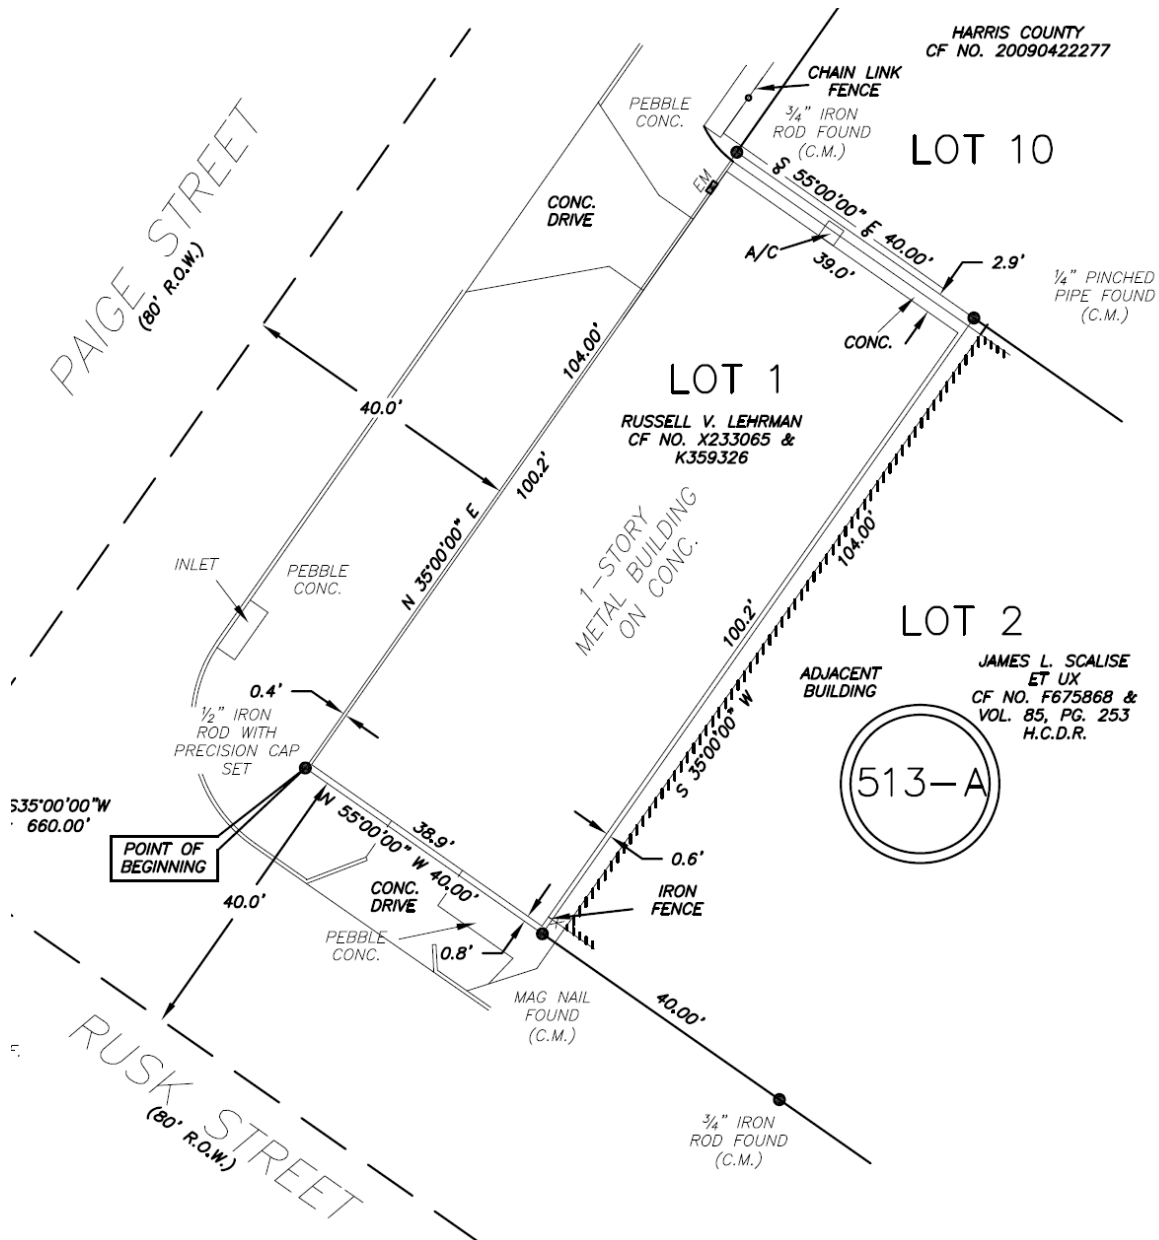 HARRIS COUNTY
CF NO. 20090422277
CHAIN LINK
FENCE
PEBBLE
CONC.
¾" IRON
ROD FOUND
(C.M.)
LOT 10
PAIGE STREET
(80' R.O.W.)
EM
CONC.
DRIVE
S 55°00'00" E 40.00'
A/C
39.0'
2.9'
¼" PINCHED
PIPE FOUND
(C.M.)
CONC.
104.00'
LOT 1
40.0'
RUSSELL V. LEHRMAN
CF NO. X233065 &
K359326
100.2'
N 35°00'00" E
1-STORY
METAL BUILDING
ON CONC.
104.00'
INLET
PEBBLE
CONC.
100.2'
LOT 2
ADJACENT
BUILDING
JAMES L. SCALISE
ET UX
CF NO. F675868 &
VOL. 85, PG. 253
H.C.D.R.
0.4'
½" IRON
ROD WITH
PRECISION CAP
SET
S 35°00'00" W
513-A
S35°00'00"W
660.00'
POINT OF
BEGINNING
N 55°00'00" W 40.00'
38.9'
0.6'
40.0'
CONC.
DRIVE
IRON
FENCE
PEBBLE
CONC.
0.8'
MAG NAIL
FOUND
(C.M.)
40.00'
F.
RUSK STREET
(80' R.O.W.)
¾" IRON
ROD FOUND
(C.M.)